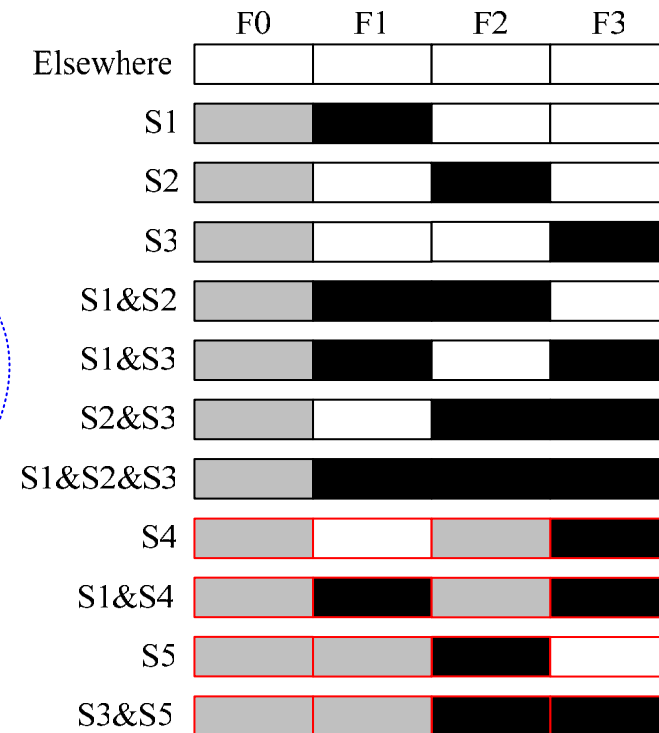 F0 F1 F2 F3
Elsewhere
S1
S2
S3
S1&S2
S1&S3
S2&S3
S1&S2&S3
S4
S1&S4
S5
S3&S5